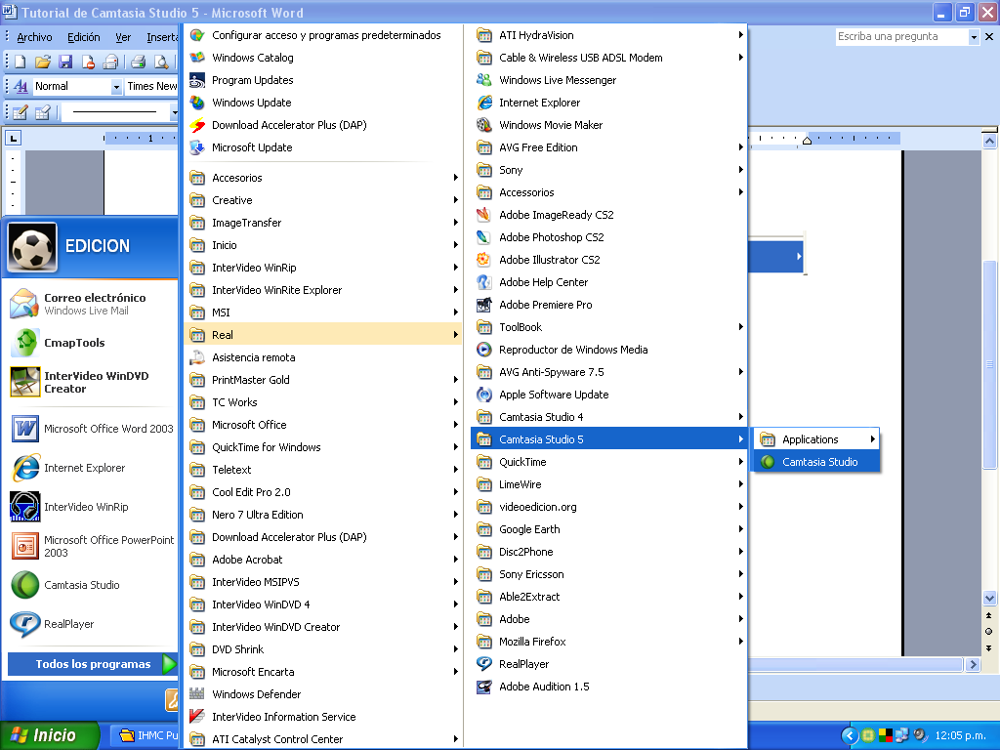 Tutorial de Camtasia Studio 5 - Microsoft Word
Archivo Edición Ver Inserta
Escriba una pregunta
Normal Times New
1
EDICION
Correo electrónico
Windows Live Mail
CmapTools
InterVideo WinDVD
Creator
Microsoft Office Word 2003
Internet Explorer
InterVideo WinRip
Microsoft Office PowerPoint
2003
Camtasia Studio
RealPlayer
Todos los programas
Configurar acceso y programas predeterminados
Windows Catalog
Program Updates
Windows Update
Download Accelerator Plus (DAP)
Microsoft Update
Accesorios
Creative
ImageTransfer
Inicio
InterVideo WinRip
InterVideo WinRite Explorer
MSI
Real
Asistencia remota
PrintMaster Gold
TC Works
Microsoft Office
QuickTime for Windows
Teletext
Cool Edit Pro 2.0
Nero 7 Ultra Edition
Download Accelerator Plus (DAP)
Adobe Acrobat
InterVideo MSIPVS
InterVideo WinDVD 4
InterVideo WinDVD Creator
DVD Shrink
Microsoft Encarta
Windows Defender
InterVideo Information Service
ATI Catalyst Control Center
ATI HydraVision
Cable & Wireless USB ADSL Modem
Windows Live Messenger
Internet Explorer
Windows Movie Maker
AVG Free Edition
Sony
Accessorios
Adobe ImageReady CS2
Adobe Photoshop CS2
Adobe Illustrator CS2
Adobe Help Center
Adobe Premiere Pro
ToolBook
Reproductor de Windows Media
AVG Anti-Spyware 7.5
Apple Software Update
Camtasia Studio 4
Camtasia Studio 5
QuickTime
LimeWire
videoedicion.org
Google Earth
Disc2Phone
Sony Ericsson
Able2Extract
Adobe
Mozilla Firefox
RealPlayer
Adobe Audition 1.5
Applications
Camtasia Studio
Inicio
IHMC Pu
12:05 p.m.